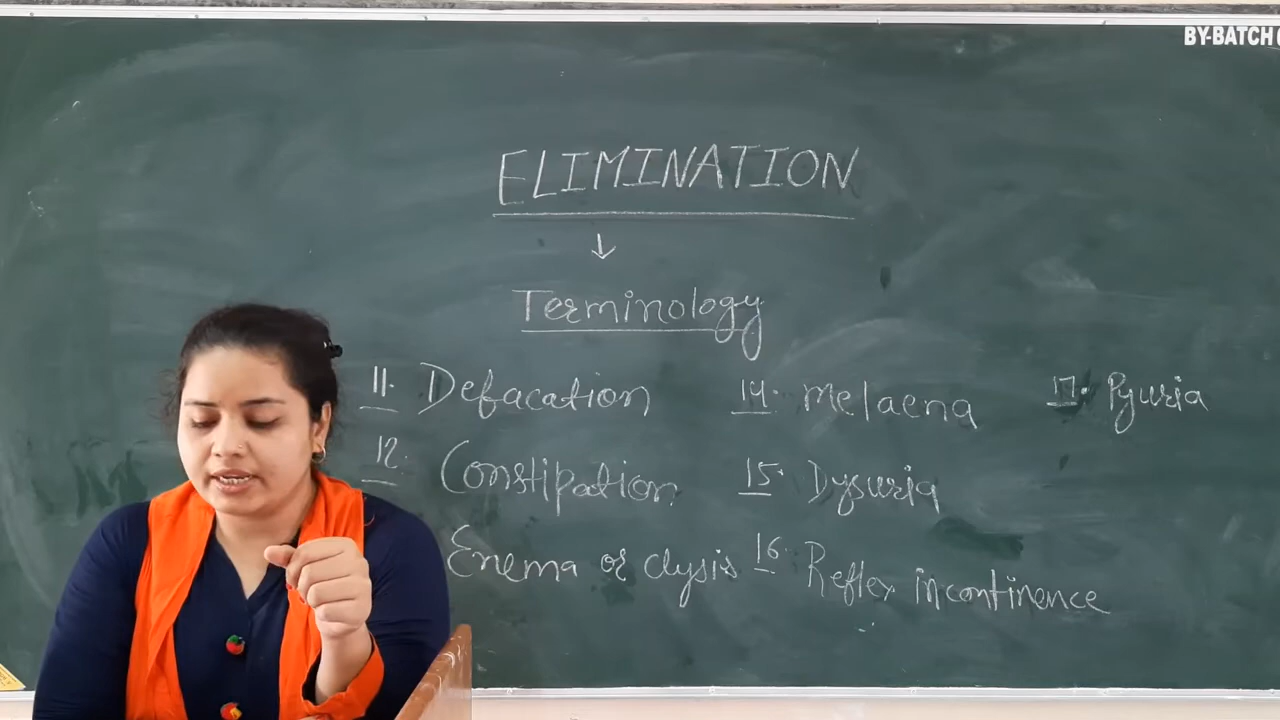 BY-BATCH
ELIMINATION
Terminology
11. Defacation
12. Constipation
Enema or clysis
14. Melaena
15. Dysuria
16. Reflex incontinence
17. Pyuria